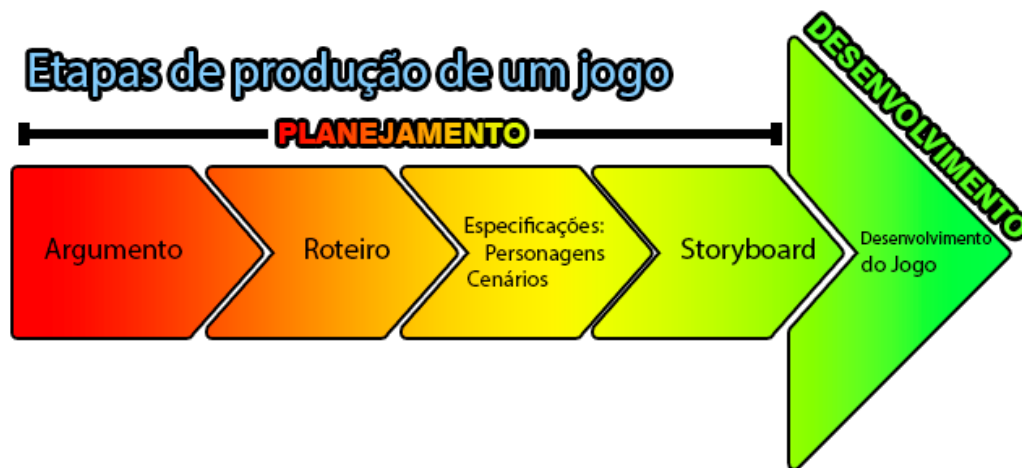 Etapas de produção de um jogo
PLANEJAMENTO
DESENVOLVIMENTO
Argumento
Roteiro
Especificações:
Personagens
Cenários
Storyboard
Desenvolvimento
do Jogo